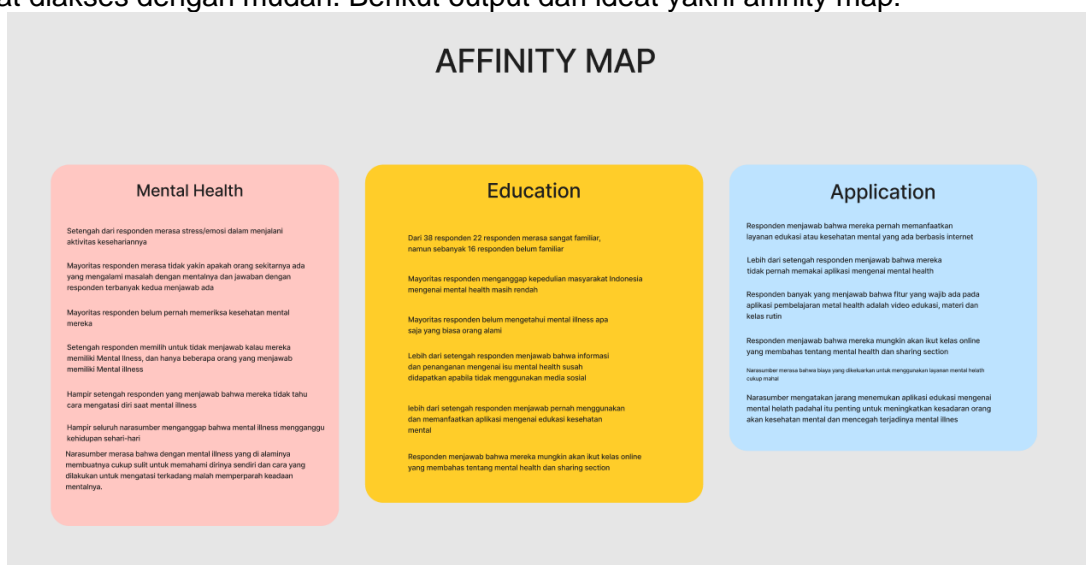 at diakses dengan mudah. Berikut output dari ideat yakni affinity map.
AFFINITY MAP
Mental Health
Setengah dari responden merasa stress/emosi dalam menjalani
aktivitas kesehariannya
Mayoritas responden merasa tidak yakin apakah orang sekitarnya ada
yang mengalami masalah dengan mentalnya dan jawaban dengan
responden terbanyak kedua menjawab ada
Mayoritas responden belum pernah memeriksa kesehatan mental
mereka
Setengah responden memilih untuk tidak menjawab kalau mereka
memiliki Mental Ilness, dan hanya beberapa orang yang menjawab
memiliki Mental illness
Hampir setengah responden yang menjawab bahwa mereka tidak tahu
cara mengatasi diri saat mental illness
Hampir seluruh narasumber menganggap bahwa mental illness mengganggu
kehidupan sehari-hari
Narasumber merasa bahwa dengan mental illness yang di alaminya
membuatnya cukup sulit untuk memahami dirinya sendiri dan cara yang
dilakukan untuk mengatasi terkadang malah memperparah keadaan
mentalnya.
Education
Dari 38 responden 22 responden merasa sangat familiar,
namun sebanyak 16 responden belum familiar
Mayoritas responden menganggap kepedulian masyarakat Indonesia
mengenai mental health masih rendah
Mayoritas responden belum mengetahui mental illness apa
saja yang biasa orang alami
Lebih dari setengah responden menjawab bahwa informasi
dan penanganan mengenai isu mental health susah
didapatkan apabila tidak menggunakan media sosial
lebih dari setengah responden menjawab pernah menggunakan
dan memanfaatkan aplikasi mengenai edukasi kesehatan
mental
Responden menjawab bahwa mereka mungkin akan ikut kelas online
yang membahas tentang mental health dan sharing section
Application
Responden menjawab bahwa mereka pernah memanfaatkan
layanan edukasi atau kesehatan mental yang ada berbasis internet
Lebih dari setengah responden menjawab bahwa mereka
tidak pernah memakai aplikasi mengenai mental health
Responden banyak yang menjawab bahwa fitur yang wajib ada pada
aplikasi pembelajaran metal health adalah video edukasi, materi dan
kelas rutin
Responden menjawab bahwa mereka mungkin akan ikut kelas online
yang membahas tentang mental health dan sharing section
Narasumber merasa bahwa biaya yang dikeluarkan untuk menggunakan layanan mental helath
cukup mahal
Narasumber mengatakan jarang menemukan aplikasi edukasi mengenai
mental helath padahal itu penting untuk meningkatkan kesadaran orang
akan kesehatan mental dan mencegah terjadinya mental illnes